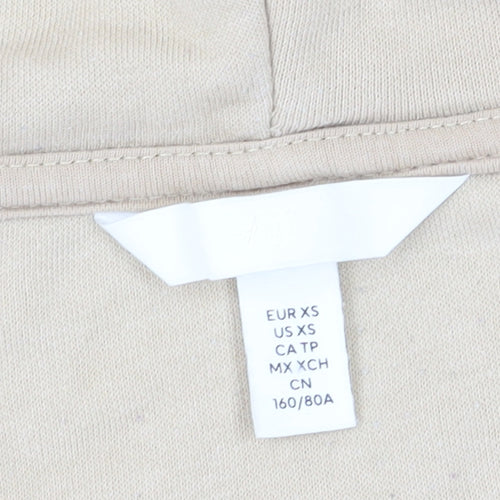 EUR XS
US XS
CA TP
MX XCH
CN
160/80A